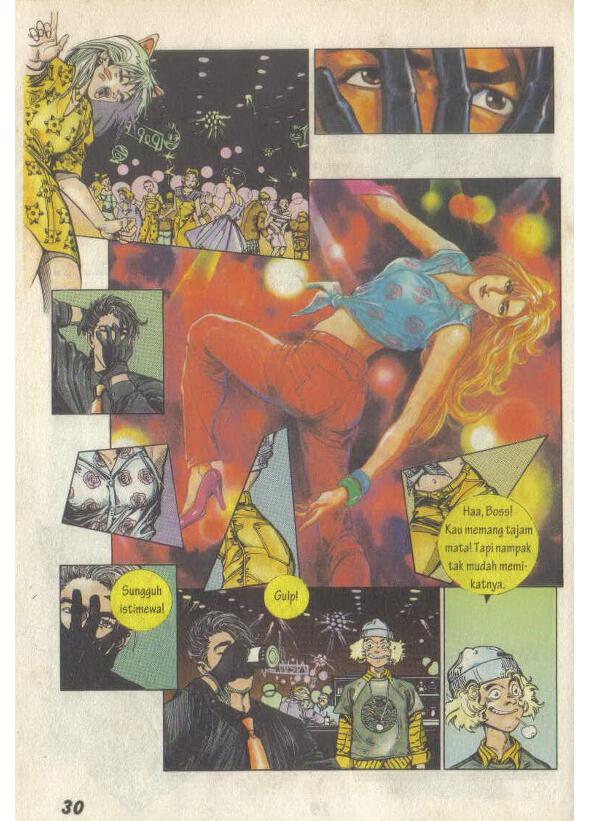 Haa, Boss!
Kau memang tajam
mata! Tapi nampak
tak mudah memi-
katnya.
Sungguh
istimewa!
Gulp!
30